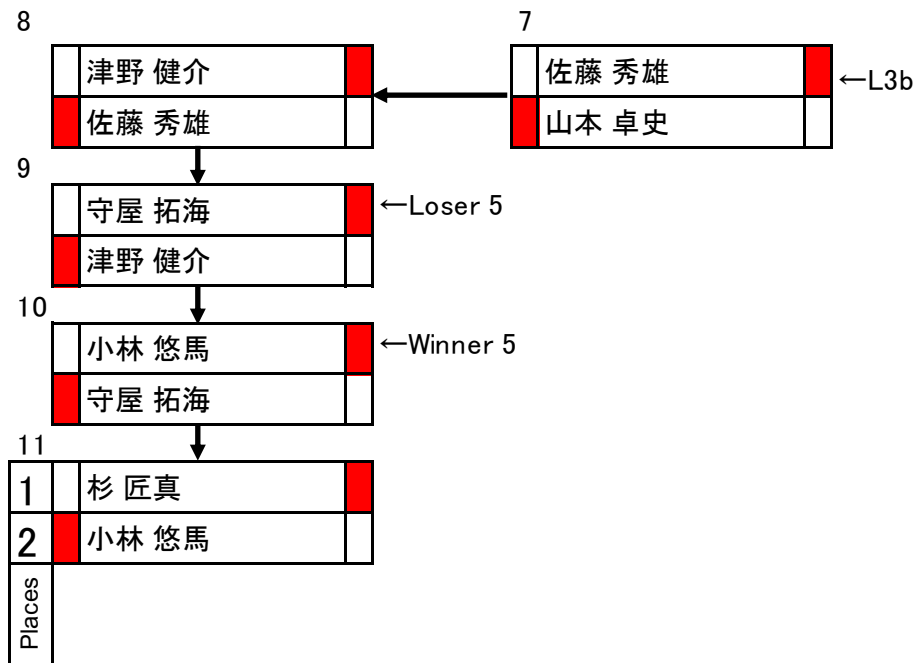 8
津野 健介
佐藤 秀雄
7
佐藤 秀雄
←L3b
山本 卓史
9
守屋 拓海
←Loser 5
津野 健介
10
小林 悠馬
←Winner 5
守屋 拓海
11
1 杉 匠真
2 小林 悠馬
Places